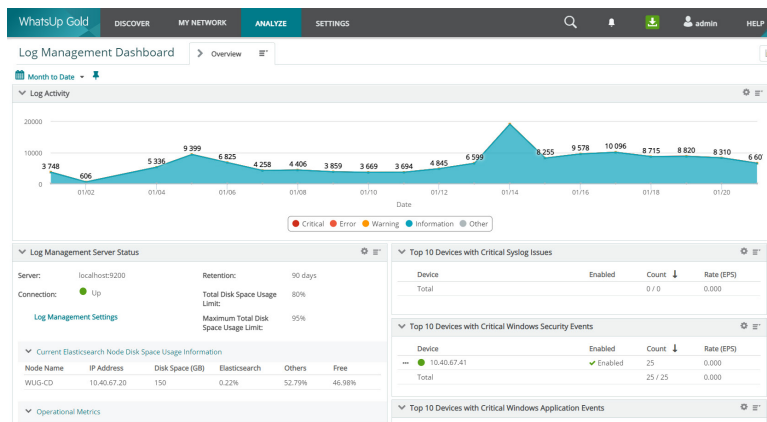 WhatsUp Gold DISCOVER MY NETWORK ANALYZE SETTINGS admin HELP
Log Management Dashboard Overview
Month to Date
Log Activity
20000
10000
0
3 748 606 5 336 9 399 6 825 4 258 4 406 3 859 3 669 3 694 4 845 6 599 8 255 9 578 10 096 8 715 8 820 8 310 6 60
01/02 01/04 01/06 01/08 01/10 01/12 01/14 01/16 01/18 01/20
Date
Critical Error Warning Information Other
Log Management Server Status
Server: localhost:9200 Retention: 90 days
Connection: Up Total Disk Space Usage Limit: 80%
Log Management Settings Maximum Total Disk Space Usage Limit: 95%
Current Elasticsearch Node Disk Space Usage Information
Node Name IP Address Disk Space (GB) Elasticsearch Others Free
WUG-CD 10.40.67.20 150 0.22% 52.79% 46.98%
Operational Metrics
Top 10 Devices with Critical Syslog Issues
Device Enabled Count Rate (EPS)
Total 0 / 0 0.000
Top 10 Devices with Critical Windows Security Events
Device Enabled Count Rate (EPS)
10.40.67.41 Enabled 25 0.000
Total 25 / 25 0.000
Top 10 Devices with Critical Windows Application Events